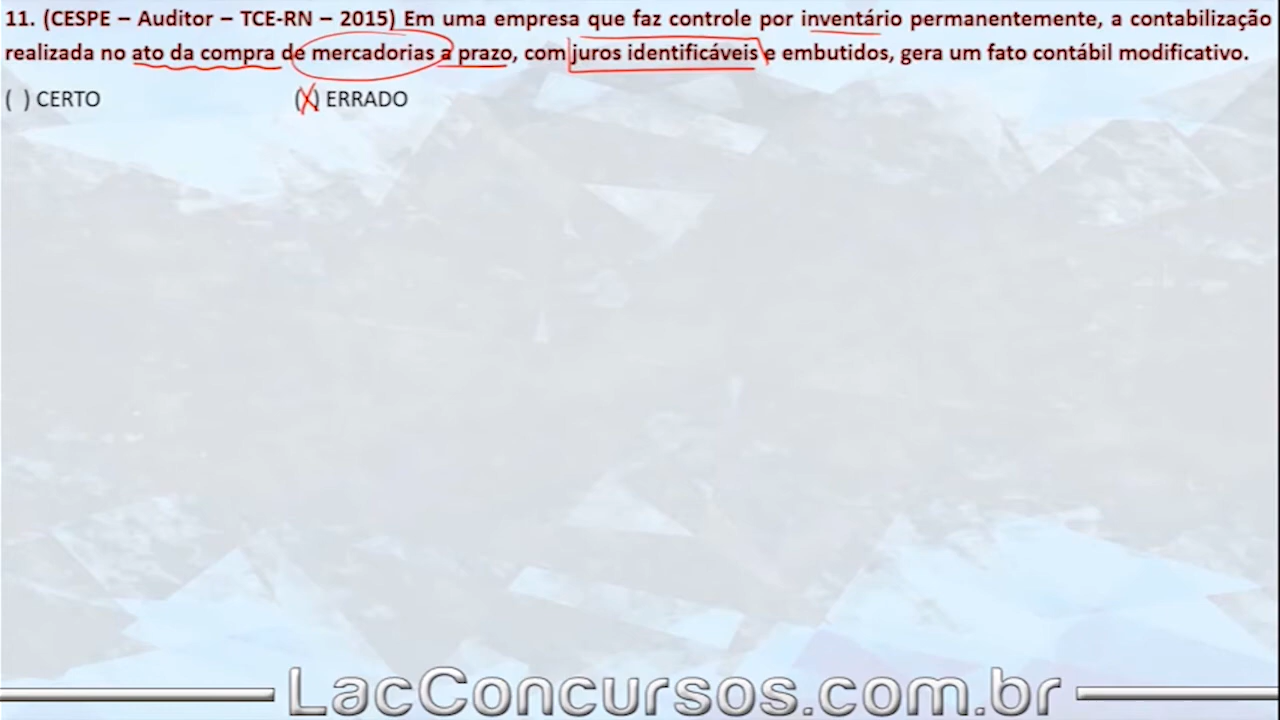 11. (CESPE – Auditor – TCE-RN – 2015) Em uma empresa que faz controle por inventário permanentemente, a contabilização
realizada no ato da compra de mercadorias a prazo, com juros identificáveis e embutidos, gera um fato contábil modificativo.
( ) CERTO (X) ERRADO
LacConcursos.com.br